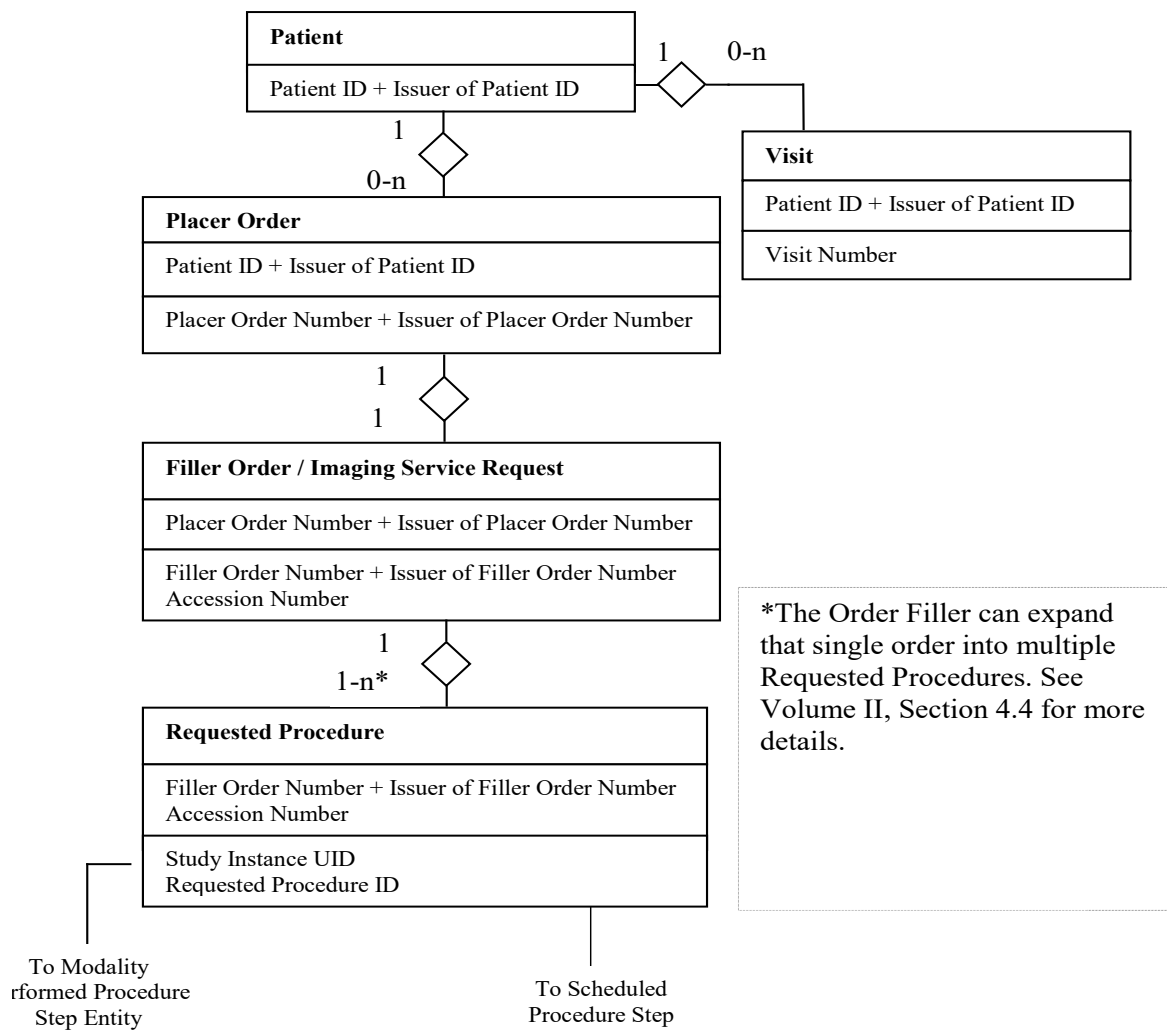 Patient
1
0-n
Patient ID + Issuer of Patient ID
1
0-n
Visit
Patient ID + Issuer of Patient ID
Visit Number
Placer Order
Patient ID + Issuer of Patient ID
Placer Order Number + Issuer of Placer Order Number
1
1
Filler Order / Imaging Service Request
Placer Order Number + Issuer of Placer Order Number
Filler Order Number + Issuer of Filler Order Number
Accession Number
1
1-n*
*The Order Filler can expand
that single order into multiple
Requested Procedures. See
Volume II, Section 4.4 for more
details.
Requested Procedure
Filler Order Number + Issuer of Filler Order Number
Accession Number
Study Instance UID
Requested Procedure ID
To Modality
rformed Procedure
Step Entity
To Scheduled
Procedure Step